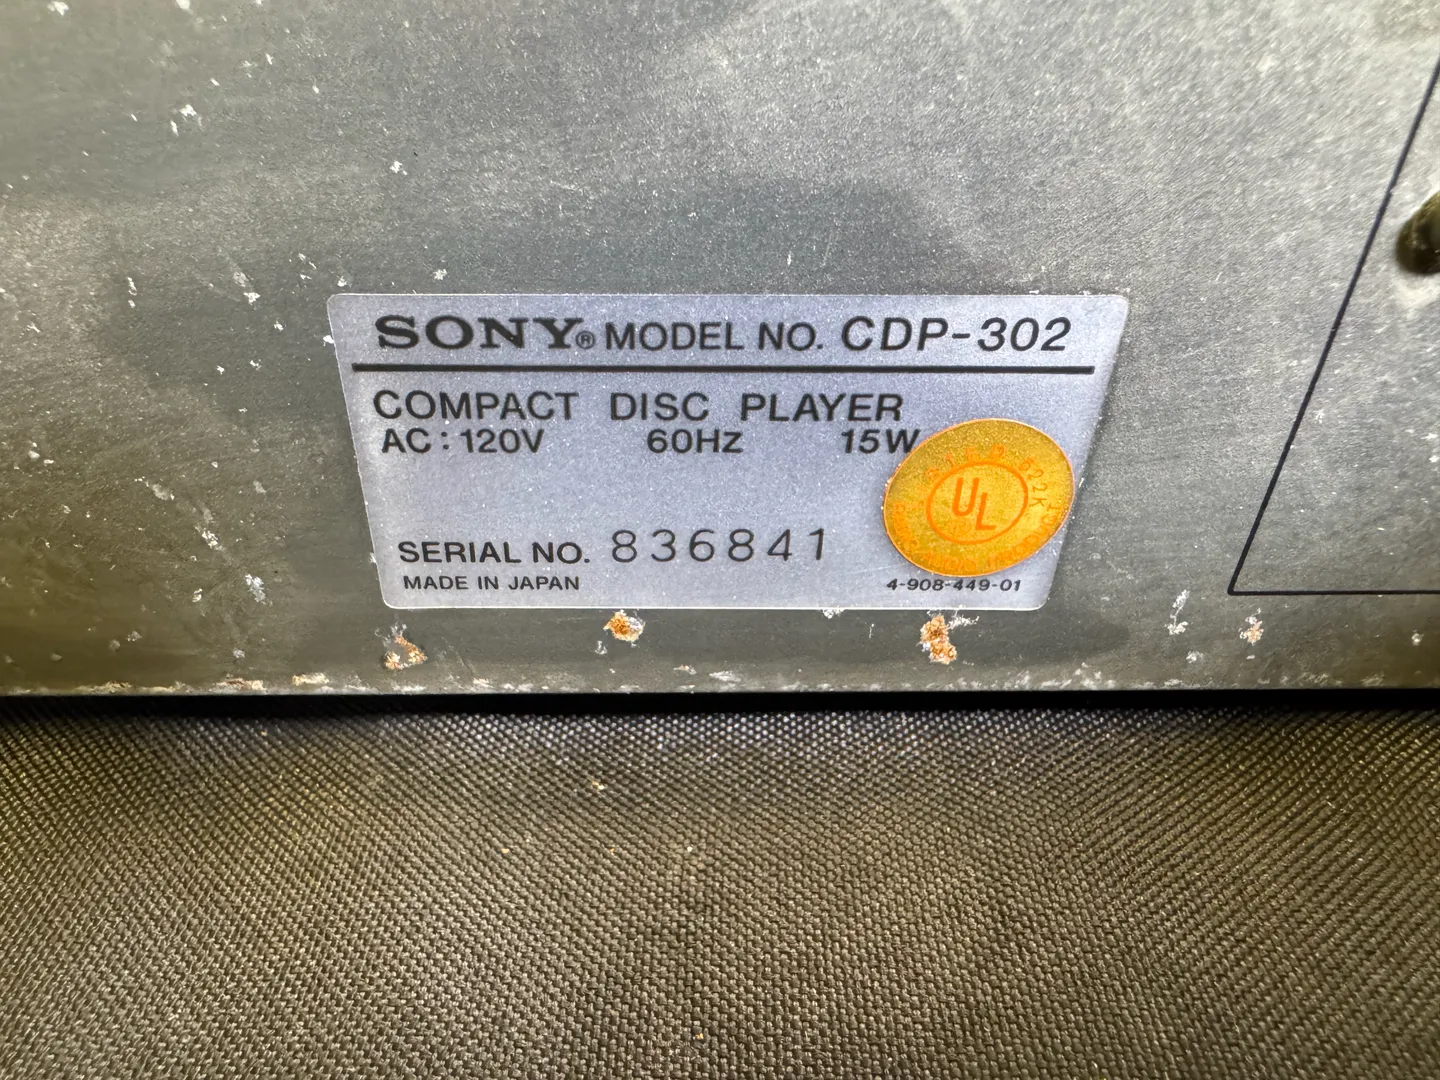 SONY® MODEL NO. CDP-302
COMPACT DISC PLAYER
AC : 120V 60Hz 15W
UL
622K
SERIAL NO. 836841
MADE IN JAPAN 4-908-449-01